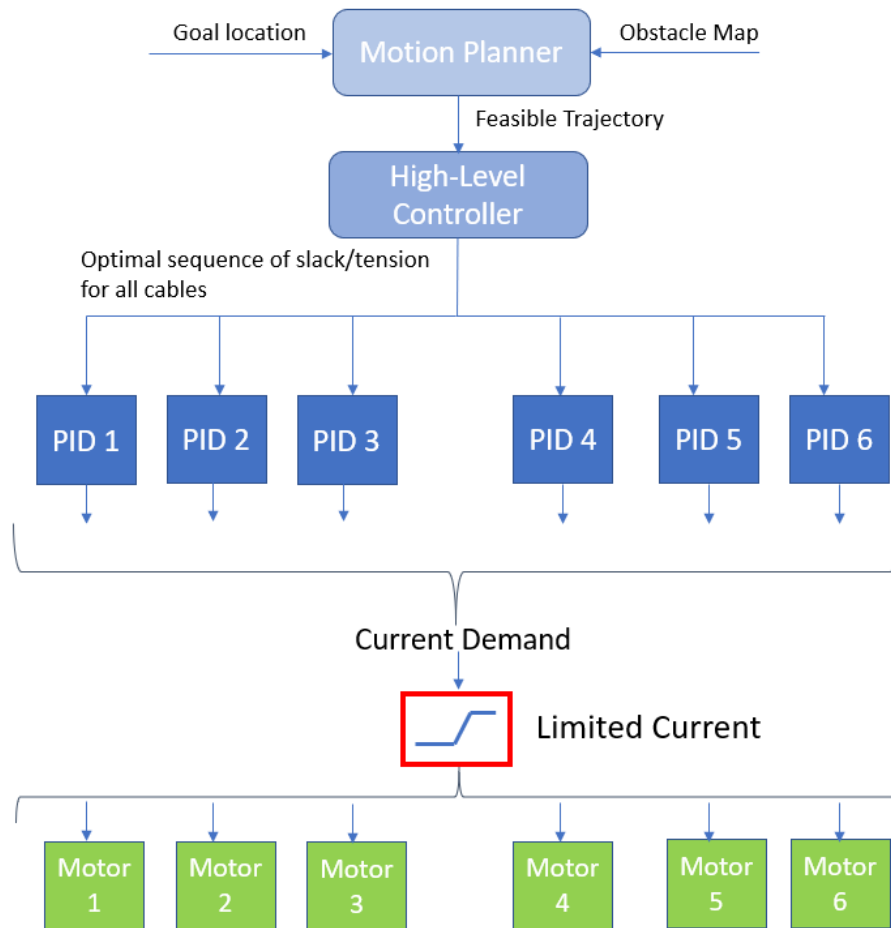 Goal location
Motion Planner
Obstacle Map
Feasible Trajectory
High-Level
Controller
Optimal sequence of slack/tension
for all cables
PID 1
PID 2
PID 3
PID 4
PID 5
PID 6
Current Demand
Limited Current
Motor
1
Motor
2
Motor
3
Motor
4
Motor
5
Motor
6